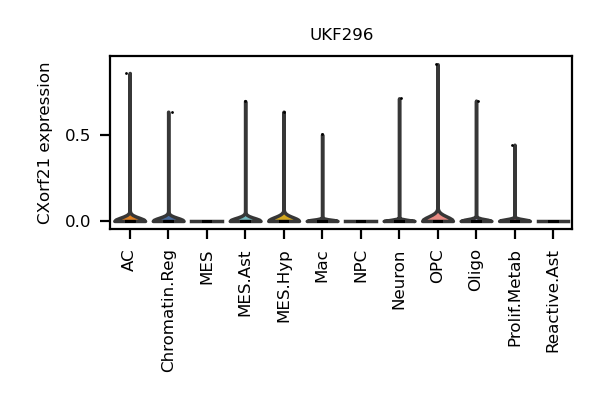 UKF296
CXorf21 expression
0.5
0.0
AC
Chromatin.Reg
MES
MES.Ast
MES.Hyp
Mac
NPC
Neuron
OPC
Oligo
Prolif.Metab
Reactive.Ast